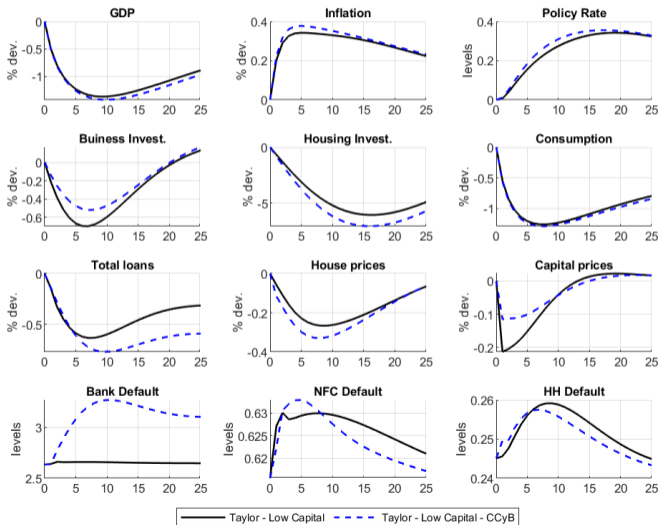 GDP
Inflation
Policy Rate
0
-1
% dev.
0 5 10 15 20 25
0.4
0.2
0
% dev.
0 5 10 15 20 25
0.4
0.2
0
levels
0 5 10 15 20 25
Buiness Invest.
Housing Invest.
Consumption
0
-0.2
-0.4
-0.6
% dev.
0 5 10 15 20 25
0
-5
% dev.
0 5 10 15 20 25
0
-0.5
-1
% dev.
0 5 10 15 20 25
Total loans
House prices
Capital prices
0
-0.5
% dev.
0 5 10 15 20 25
0
-0.2
-0.4
% dev.
0 5 10 15 20 25
0
-0.1
-0.2
% dev.
0 5 10 15 20 25
Bank Default
NFC Default
HH Default
3
2.5
levels
0 5 10 15 20 25
0.63
0.625
0.62
levels
0 5 10 15 20 25
0.26
0.25
0.24
levels
0 5 10 15 20 25
Taylor - Low Capital
Taylor - Low Capital - CCyB